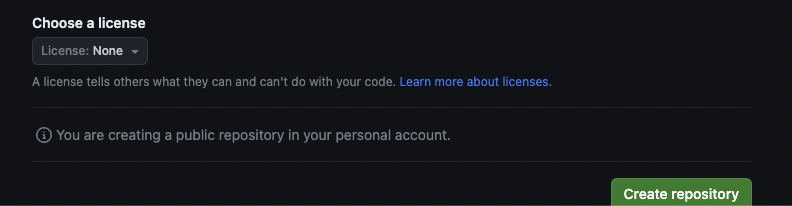 Choose a license
License: None
A license tells others what they can and can't do with your code. Learn more about licenses.
You are creating a public repository in your personal account.
Create repository